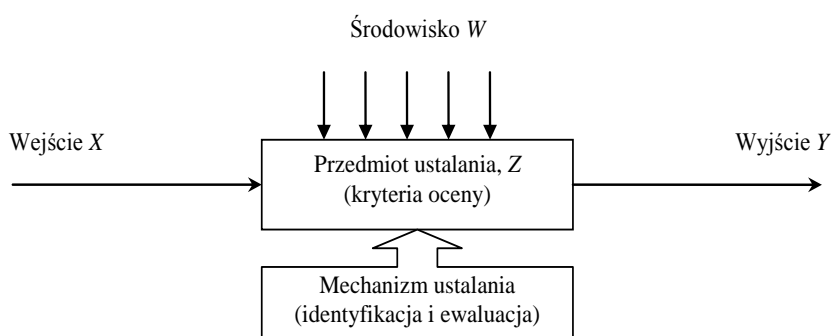 Środowisko W
Wejście X
Wyjście Y
Przedmiot ustalania, Z
(kryteria oceny)
Mechanizm ustalania
(identyfikacja i ewaluacja)